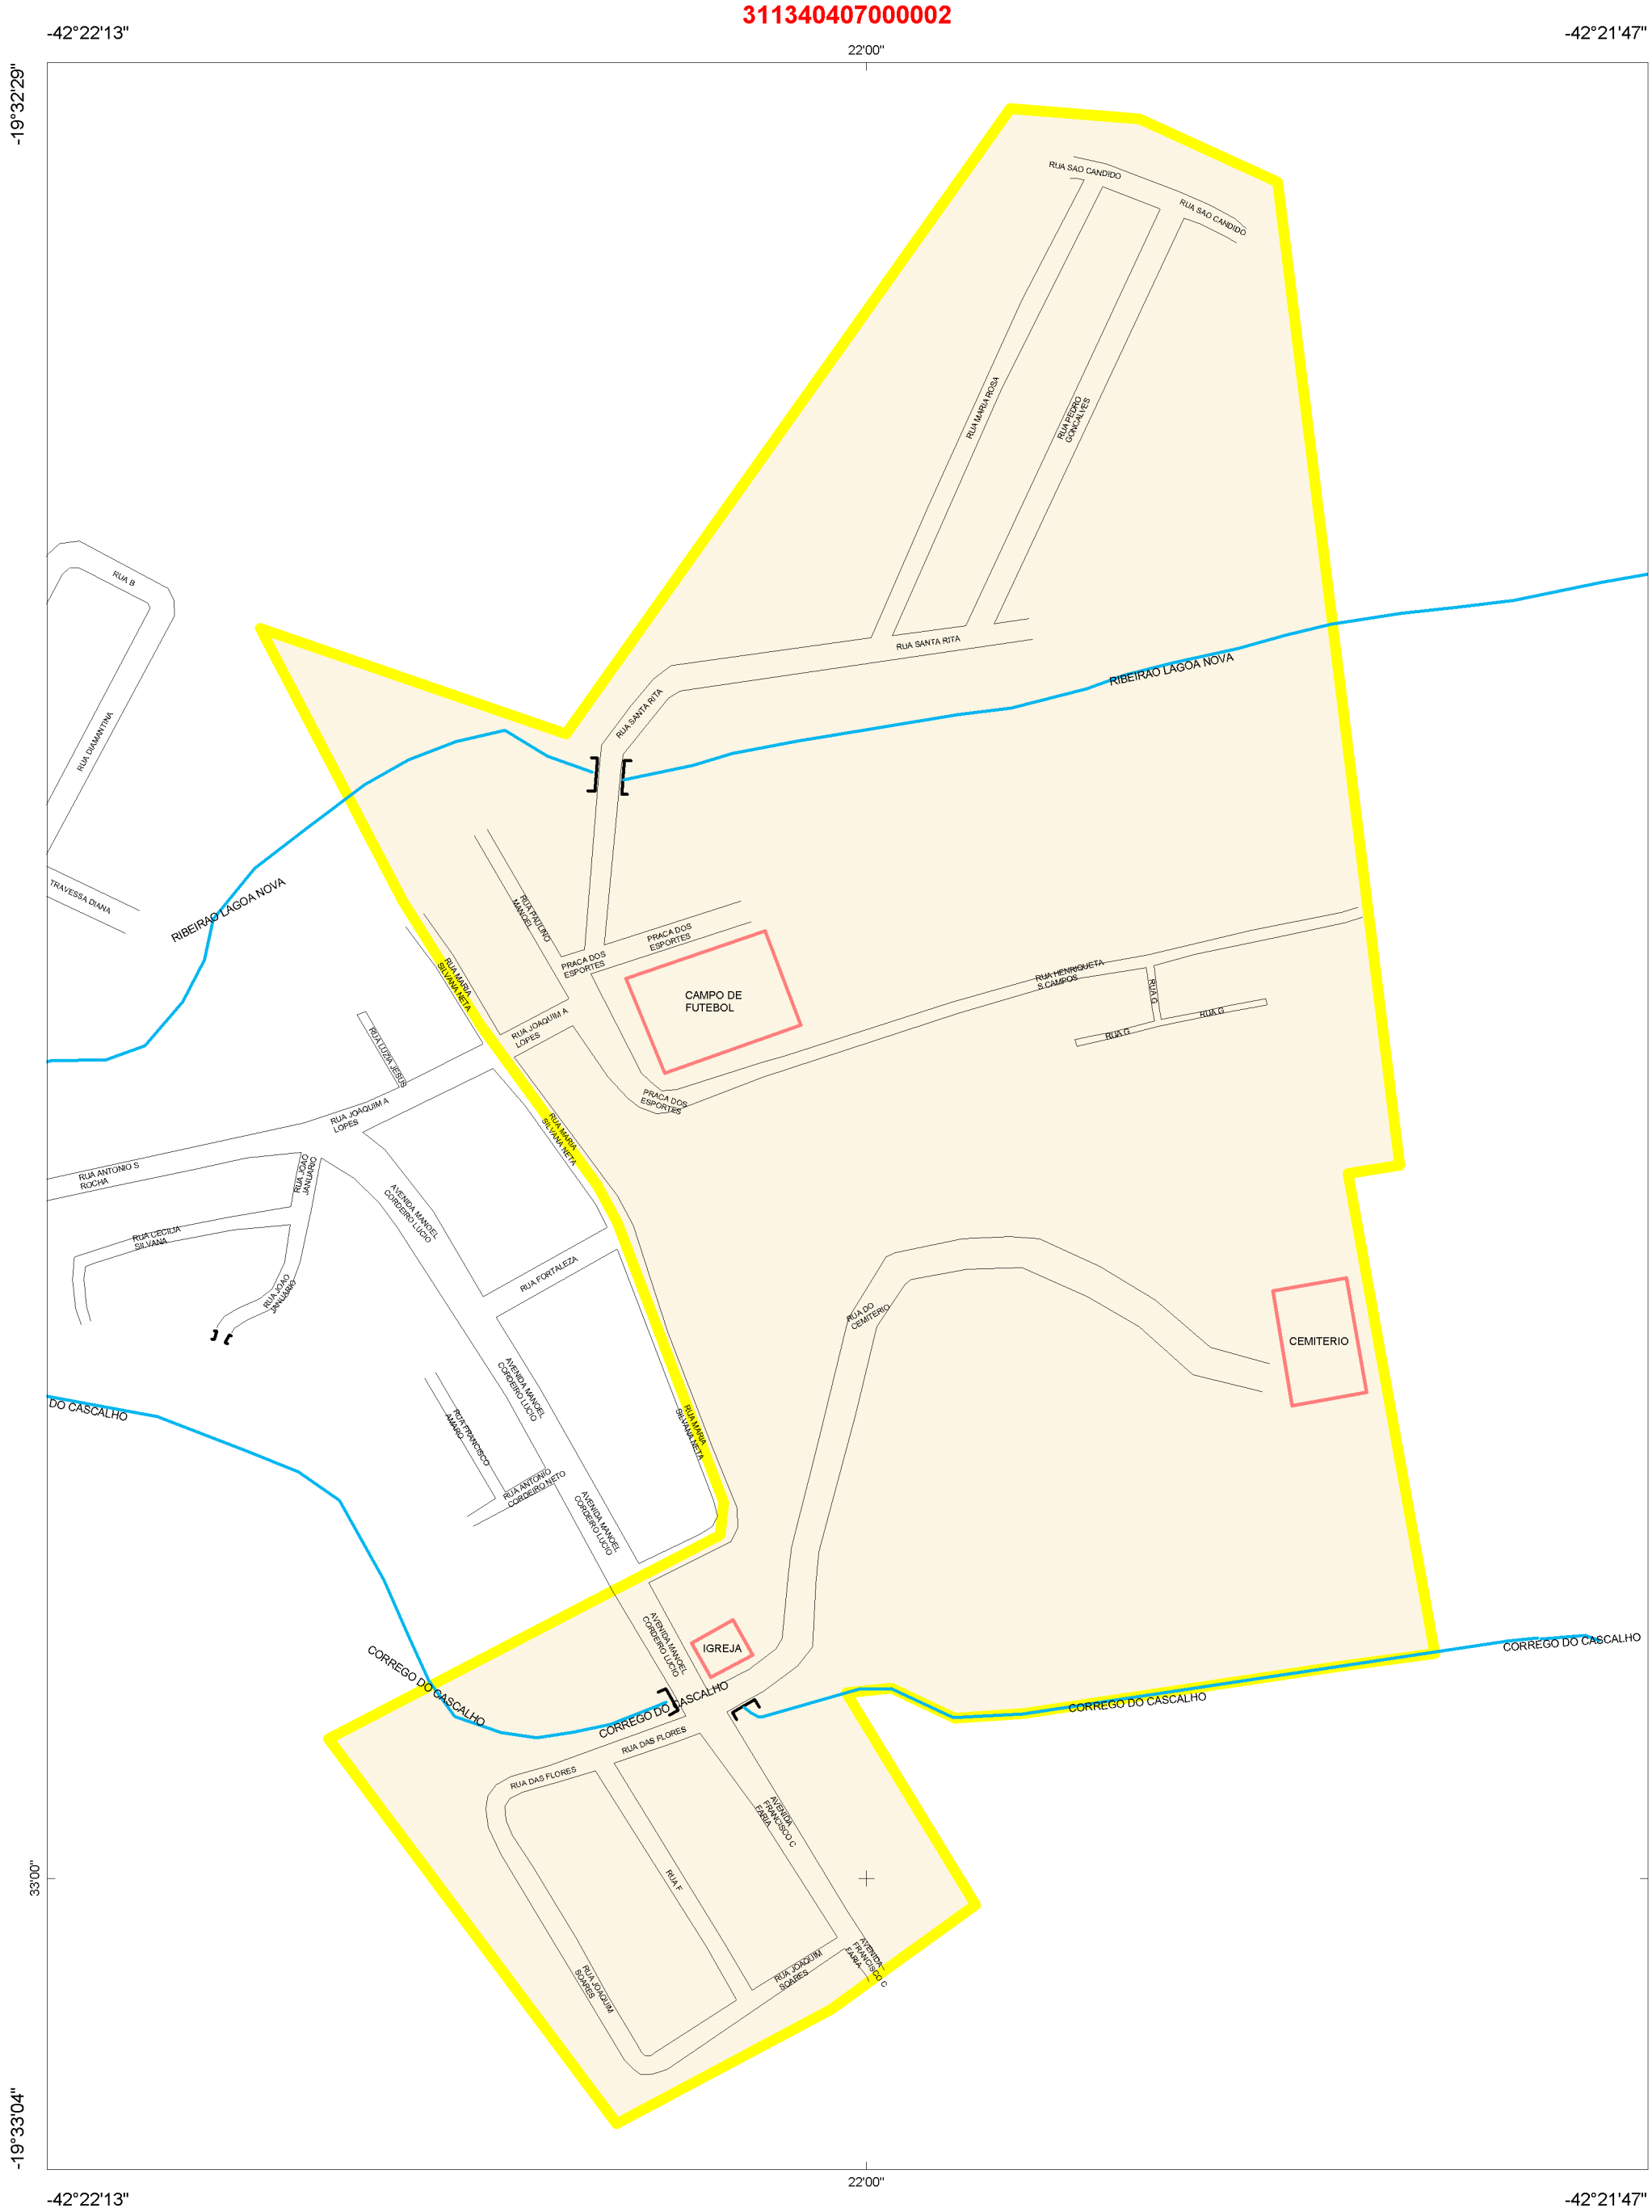 311340407000002
-42°22'13"
22'00"
-42°21'47"
-19°32'29"
RUA SAO CANDIDO
RUA SAO CANDIDO
RUA MARIA ROSA
RUA PEDRO
GONCALVES
RUA B
RUA SANTA RITA
RIBEIRAO LAGOA NOVA
RUA SANTA RITA
RUA DIAMANTINA
TRAVESSA DIANA
RIBEIRAO LAGOA NOVA
RUA PAULINO
MANOEL
PRACA DOS
ESPORTES
PRACA DOS
ESPORTES
RUA MARIA
SILVANA NETA
CAMPO DE
FUTEBOL
RUA HENRIQUETA
S CAMPOS
RUA G
RUA G
RUA G
RUA JOAQUIM A
LOPES
RUA LUZIA JESUS
PRACA DOS
ESPORTES
RUA JOAQUIM A
LOPES
RUA MARIA
SILVANA NETA
RUA ANTONIO S
ROCHA
RUA JOAO
JANUARIO
AVENIDA MANOEL
CORDEIRO LUCIO
RUA CECILIA
SILVANA
RUA FORTALEZA
RUA JOAO
JANUARIO
RUA DO
CEMITERIO
CEMITERIO
AVENIDA MANOEL
CORDEIRO LUCIO
DO CASCALHO
RUA FRANCISCO
AMARO
RUA MARIA
SILVANA NETA
RUA ANTONIO
CORDEIRO NETO
AVENIDA MANOEL
CORDEIRO LUCIO
AVENIDA MANOEL
CORDEIRO LUCIO
IGREJA
CORREGO DO CASCALHO
CORREGO DO CASCALHO
CORREGO DO CASCALHO
CORREGO DO CASCALHO
RUA DAS FLORES
RUA DAS FLORES
AVENIDA
FRANCISCO C
FARIA
RUA F
33'00"
AVENIDA
FRANCISCO C
FARIA
RUA JOAQUIM
SOARES
RUA JOAQUIM
SOARES
-19°33'04"
-42°22'13"
22'00"
-42°21'47"